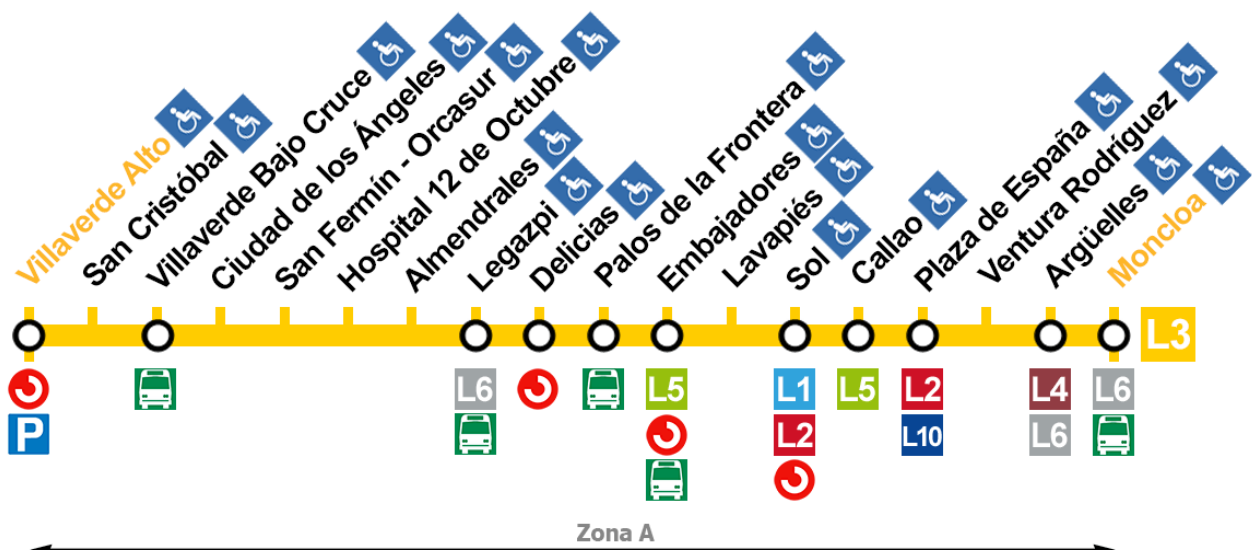 Villaverde Alto
San Cristóbal
Villaverde Bajo Cruce
Ciudad de los Ángeles
San Fermín - Orcasur
Hospital 12 de Octubre
Almendrales
Legazpi
Delicias
Palos de la Frontera
Embajadores
Lavapiés
Sol
Callao
Plaza de España
Ventura Rodríguez
Argüelles
Moncloa
L3
L6
L5
L1
L5
L2
L4
L6
P
L2
L10
L6
Zona A